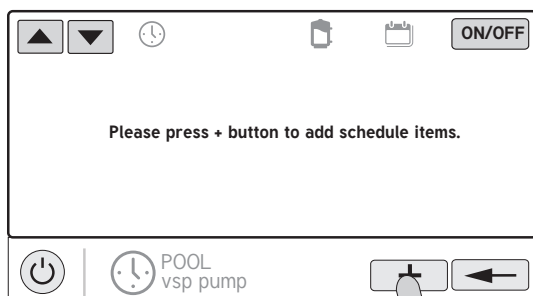 ON/OFF
Please press + button to add schedule items.
POOL
vsp pump